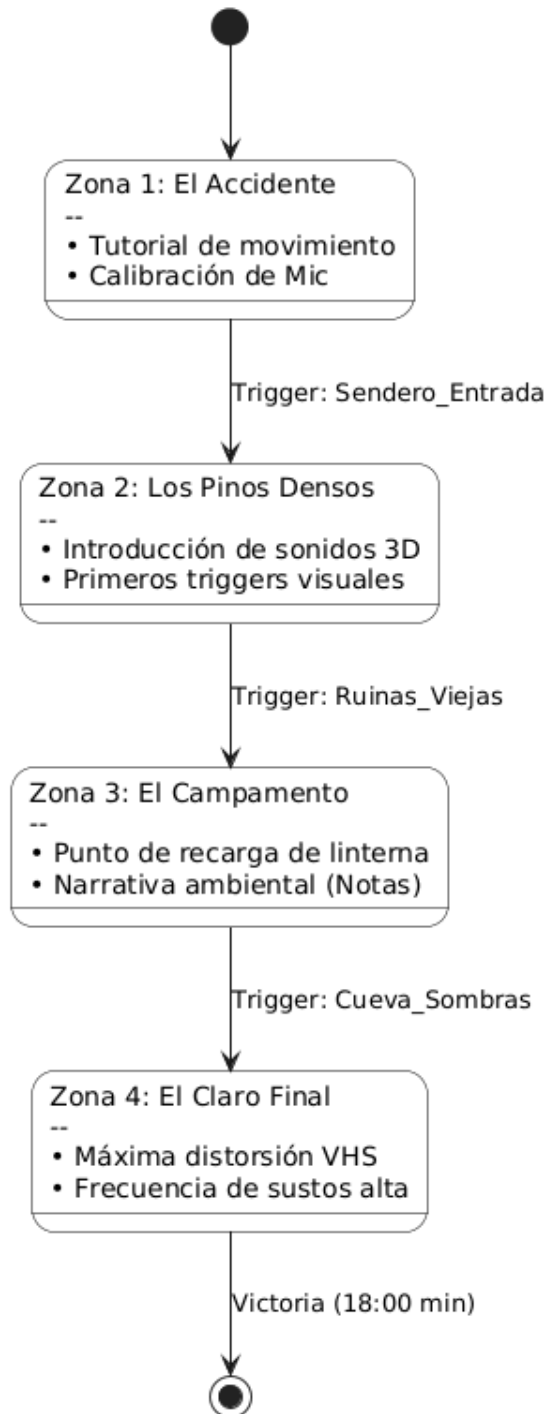 Zona 1: El Accidente
--
• Tutorial de movimiento
• Calibración de Mic
Trigger: Sendero_Entrada
Zona 2: Los Pinos Densos
--
• Introducción de sonidos 3D
• Primeros triggers visuales
Trigger: Ruinas_Viejas
Zona 3: El Campamento
--
• Punto de recarga de linterna
• Narrativa ambiental (Notas)
Trigger: Cueva_Sombras
Zona 4: El Claro Final
--
• Máxima distorsión VHS
• Frecuencia de sustos alta
Victoria (18:00 min)